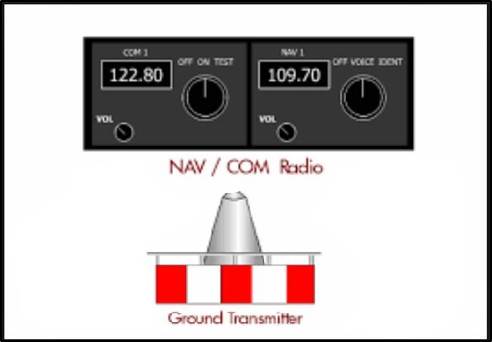 COM 1
122.80
OFF ON TEST
VOL
NAV 1
109.70
OFF VOICE IDENT
VOL
NAV / COM Radio
Ground Transmitter